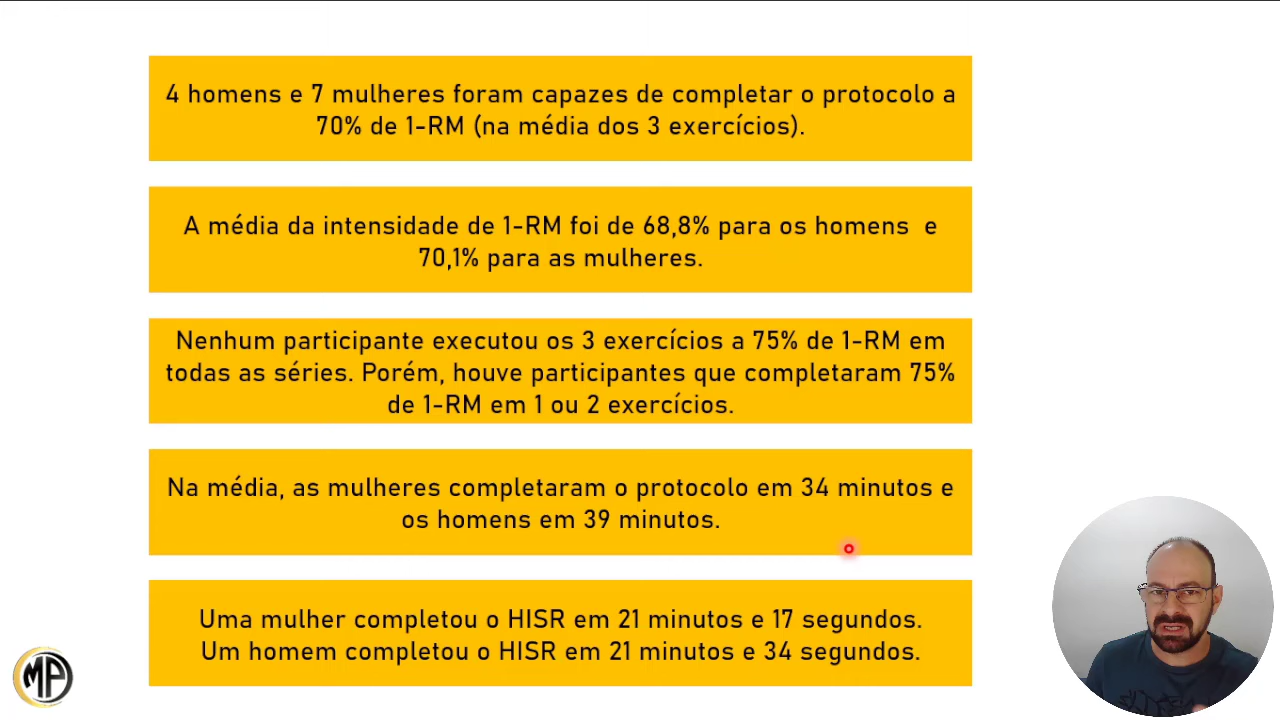 4 homens e 7 mulheres foram capazes de completar o protocolo a
70% de 1-RM (na média dos 3 exercícios).
A média da intensidade de 1-RM foi de 68,8% para os homens e
70,1% para as mulheres.
Nenhum participante executou os 3 exercícios a 75% de 1-RM em
todas as séries. Porém, houve participantes que completaram 75%
de 1-RM em 1 ou 2 exercícios.
Na média, as mulheres completaram o protocolo em 34 minutos e
os homens em 39 minutos.
Uma mulher completou o HISR em 21 minutos e 17 segundos.
Um homem completou o HISR em 21 minutos e 34 segundos.
MP